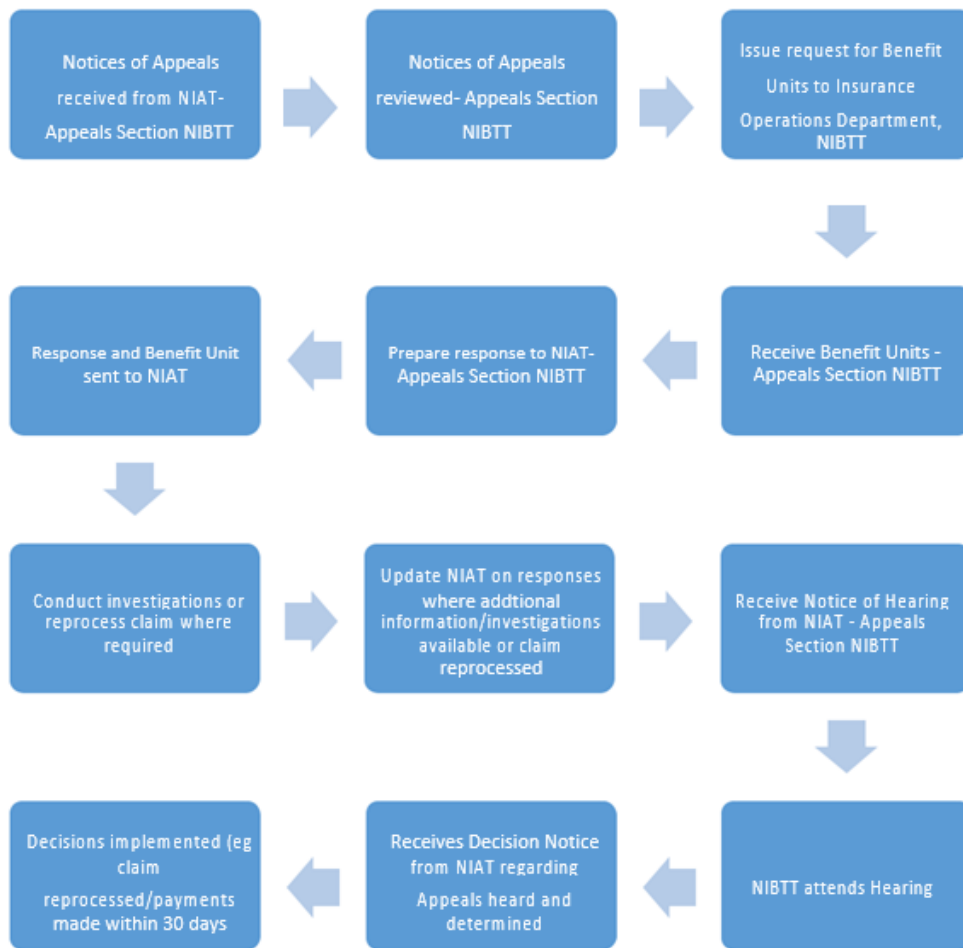 Notices of Appeals
received from NIAT-
Appeals Section NIBTT
Notices of Appeals
reviewed- Appeals Section
NIBTT
Issue request for Benefit
Units to Insurance
Operations Department,
NIBTT
Receive Benefit Units -
Appeals Section NIBTT
Prepare response to NIAT-
Appeals Section NIBTT
Response and Benefit Unit
sent to NIAT
Conduct investigations or
reprocess claim where
required
Update NIAT on responses
where addtional
information/investigations
available or claim
reprocessed
Receive Notice of Hearing
from NIAT - Appeals
Section NIBTT
NIBTT attends Hearing
Receives Decision Notice
from NIAT regarding
Appeals heard and
determined
Decisions implemented (eg
claim
reprocessed/payments
made within 30 days